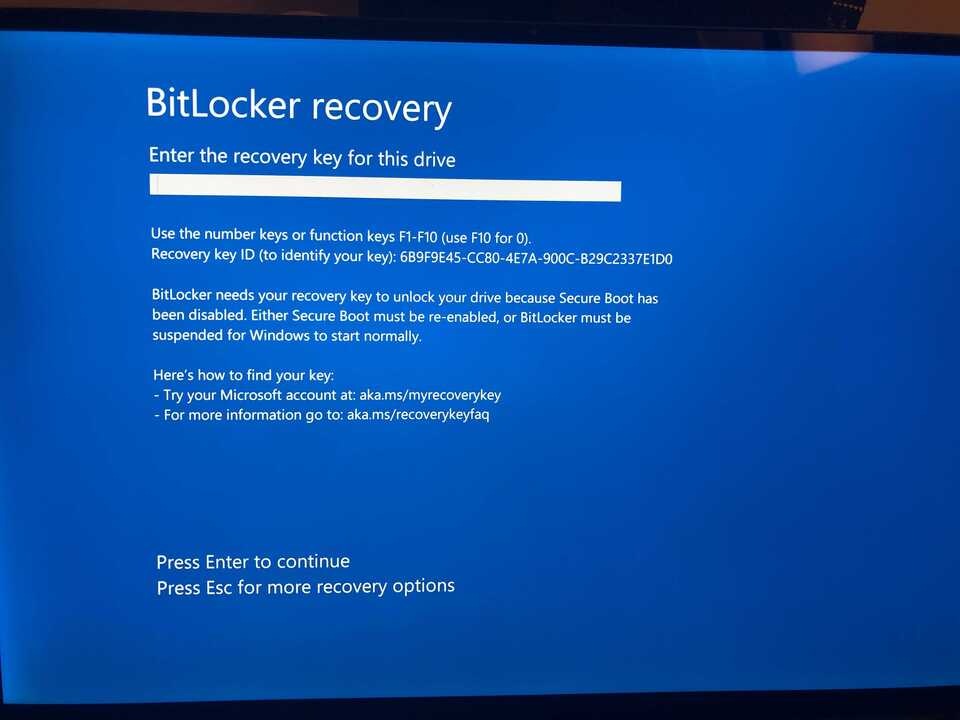 BitLocker recovery
Enter the recovery key for this drive
Use the number keys or function keys F1-F10 (use F10 for 0).
Recovery key ID (to identify your key): 6B9F9E45-CC80-4E7A-900C-B29C2337E1D0
BitLocker needs your recovery key to unlock your drive because Secure Boot has
been disabled. Either Secure Boot must be re-enabled, or BitLocker must be
suspended for Windows to start normally.
Here's how to find your key:
- Try your Microsoft account at: aka.ms/myrecoverykey
- For more information go to: aka.ms/recoverykeyfaq
Press Enter to continue
Press Esc for more recovery options